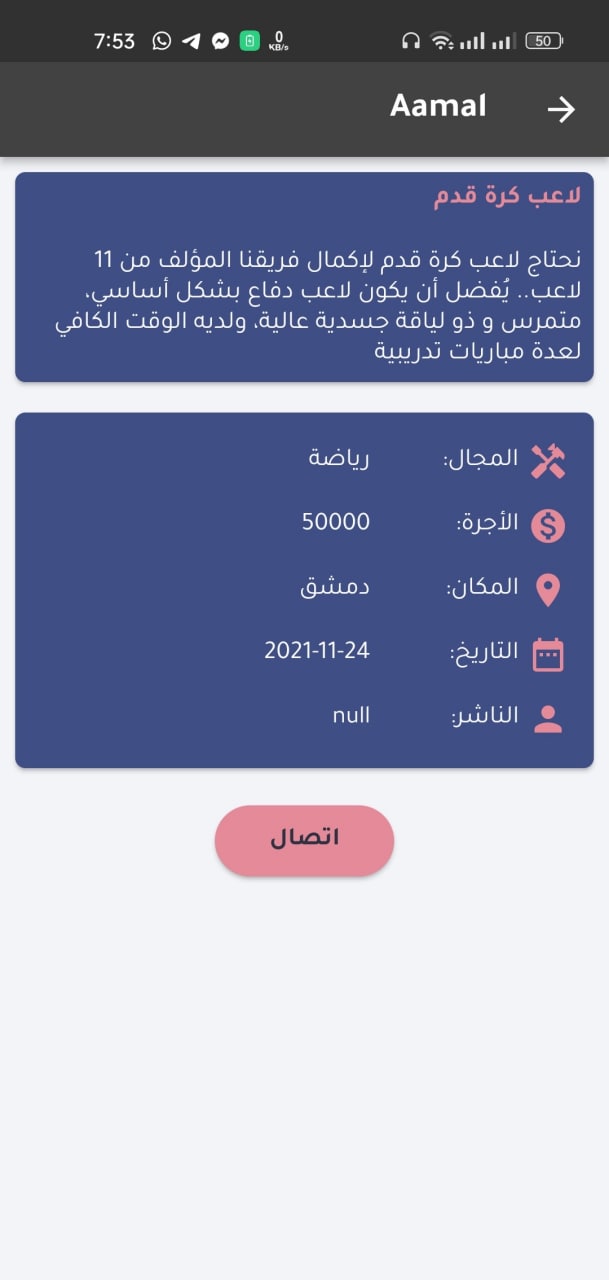 7:53
0
KB/s
50
Aamal
لاعب كرة قدم
نحتاج لاعب كرة قدم لإكمال فريقنا المؤلف من 11
لاعب.. يُفضل أن يكون لاعب دفاع بشكل أساسي،
متمرس و ذو لياقة جسدية عالية، ولديه الوقت الكافي
لعدة مباريات تدريبية
المجال: رياضة
الأجرة: 50000
المكان: دمشق
التاريخ: 2021-11-24
الناشر: null
اتصال